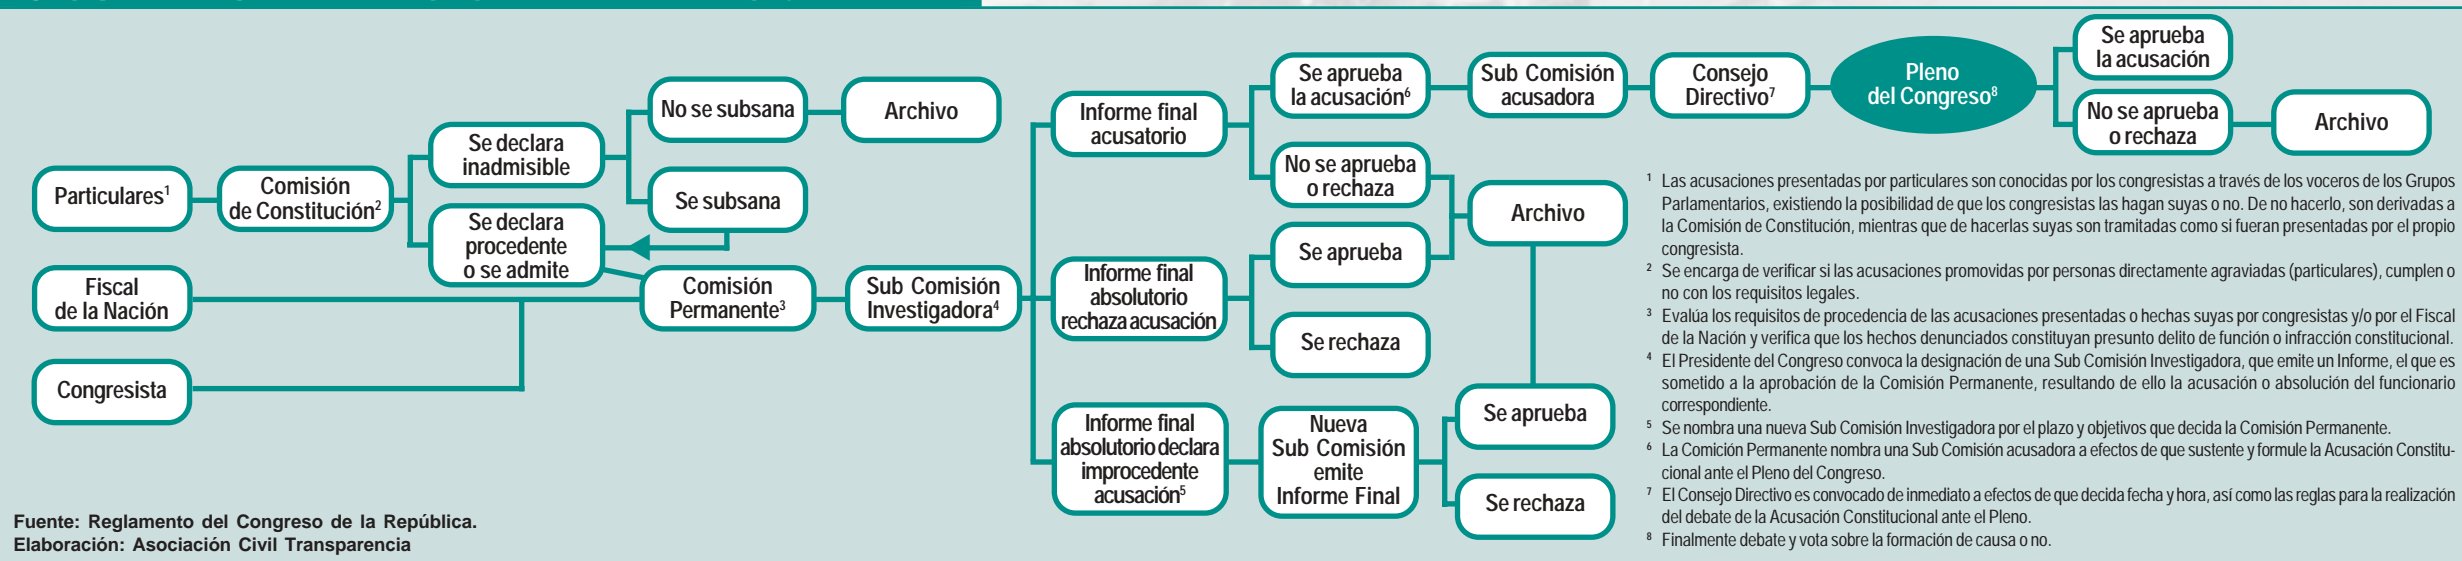 Particulares¹
Fiscal
de la Nación
Congresista
Comisión
de Constitución²
Se declara
inadmisible
Se declara
procedente
o se admite
No se subsana
Se subsana
Archivo
Comisión
Permanente³
Sub Comisión
Investigadora⁴
Informe final
acusatorio
Informe final
absolutorio
rechaza acusación
Informe final
absolutorio declara
improcedente
acusación⁵
Se aprueba
la acusación⁶
No se aprueba
o rechaza
Se aprueba
Se rechaza
Nueva
Sub Comisión
emite
Informe Final
Sub Comisión
acusadora
Archivo
Se aprueba
Se rechaza
Consejo
Directivo⁷
Pleno
del Congreso⁸
Se aprueba
la acusación
No se aprueba
o rechaza
Archivo
¹ Las acusaciones presentadas por particulares son conocidas por los congresistas a través de los voceros de los Grupos
Parlamentarios, existiendo la posibilidad de que los congresistas las hagan suyas o no. De no hacerlo, son derivadas a
la Comisión de Constitución, mientras que de hacerlas suyas son tramitadas como si fueran presentadas por el propio
congresista.
² Se encarga de verificar si las acusaciones promovidas por personas directamente agraviadas (particulares), cumplen o
no con los requisitos legales.
³ Evalúa los requisitos de procedencia de las acusaciones presentadas o hechas suyas por congresistas y/o por el Fiscal
de la Nación y verifica que los hechos denunciados constituyan presunto delito de función o infracción constitucional.
⁴ El Presidente del Congreso convoca la designación de una Sub Comisión Investigadora, que emite un Informe, el que es
sometido a la aprobación de la Comisión Permanente, resultando de ello la acusación o absolución del funcionario
correspondiente.
⁵ Se nombra una nueva Sub Comisión Investigadora por el plazo y objetivos que decida la Comisión Permanente.
⁶ La Comición Permanente nombra una Sub Comisión acusadora a efectos de que sustente y formule la Acusación Constitu-
cional ante el Pleno del Congreso.
⁷ El Consejo Directivo es convocado de inmediato a efectos de que decida fecha y hora, así como las reglas para la realización
del debate de la Acusación Constitucional ante el Pleno.
⁸ Finalmente debate y vota sobre la formación de causa o no.
Fuente: Reglamento del Congreso de la República.
Elaboración: Asociación Civil Transparencia